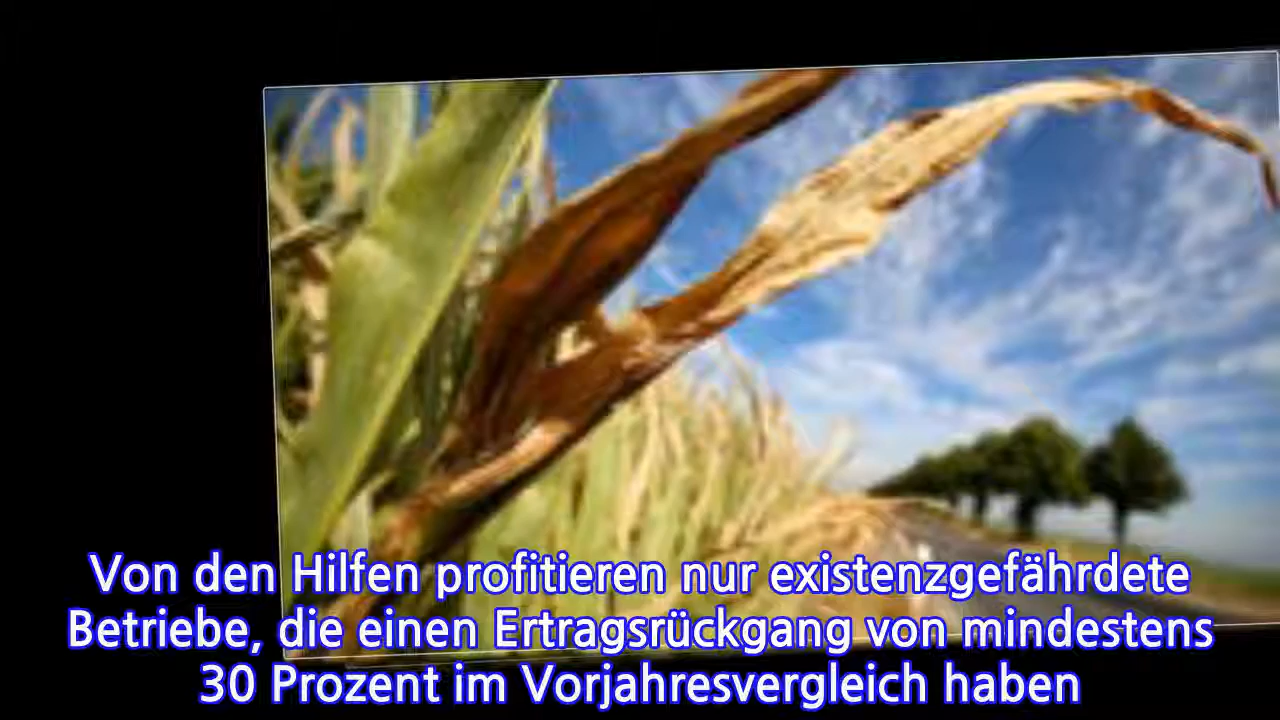 Von den Hilfen profitieren nur existenzgefährdete
Betriebe, die einen Ertragsrückgang von mindestens
30 Prozent im Vorjahresvergleich haben